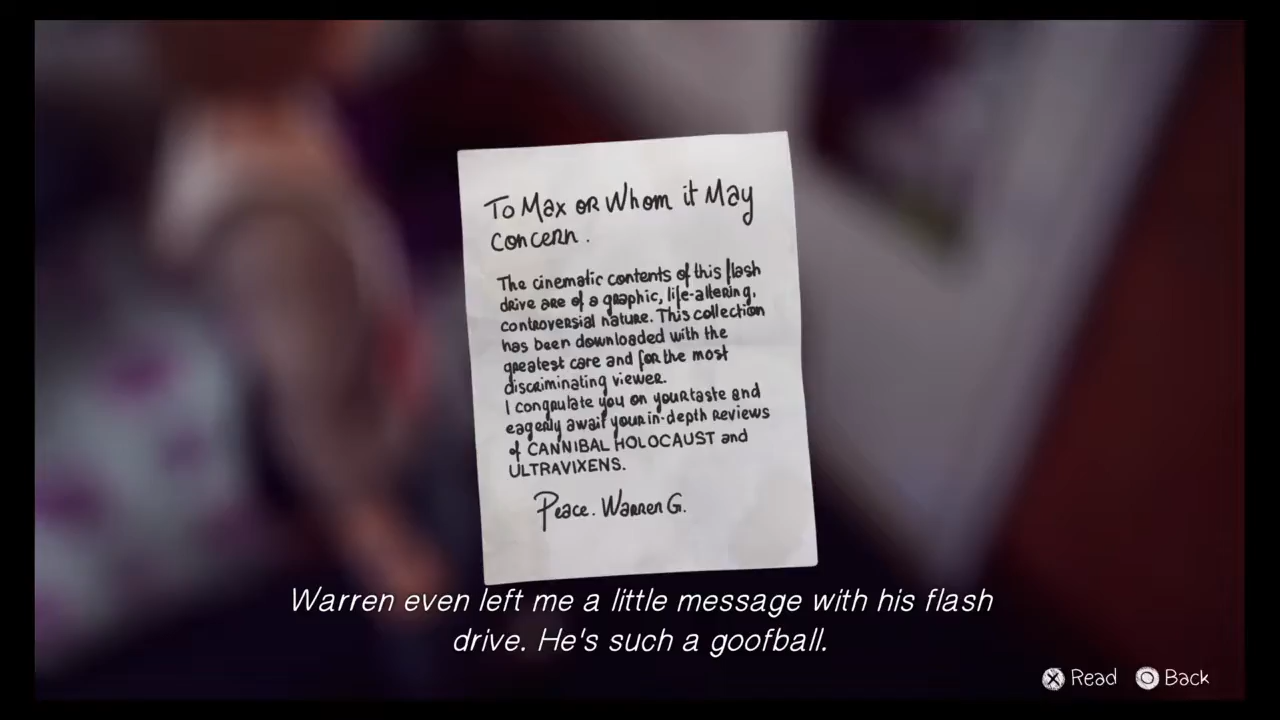 To Max or Whom it May
Concern.
The cinematic contents of this flash
drive are of a graphic, life-altering,
controversial nature. This collection
has been downloaded with the
greatest care and for the most
discriminating viewer.
I congrulate you on your taste and
eagerly await your in-depth reviews
of CANNIBAL HOLOCAUST and
ULTRAVIXENS.
Peace. Warren G.
Warren even left me a little message with his flash
drive. He's such a goofball.
Read Back